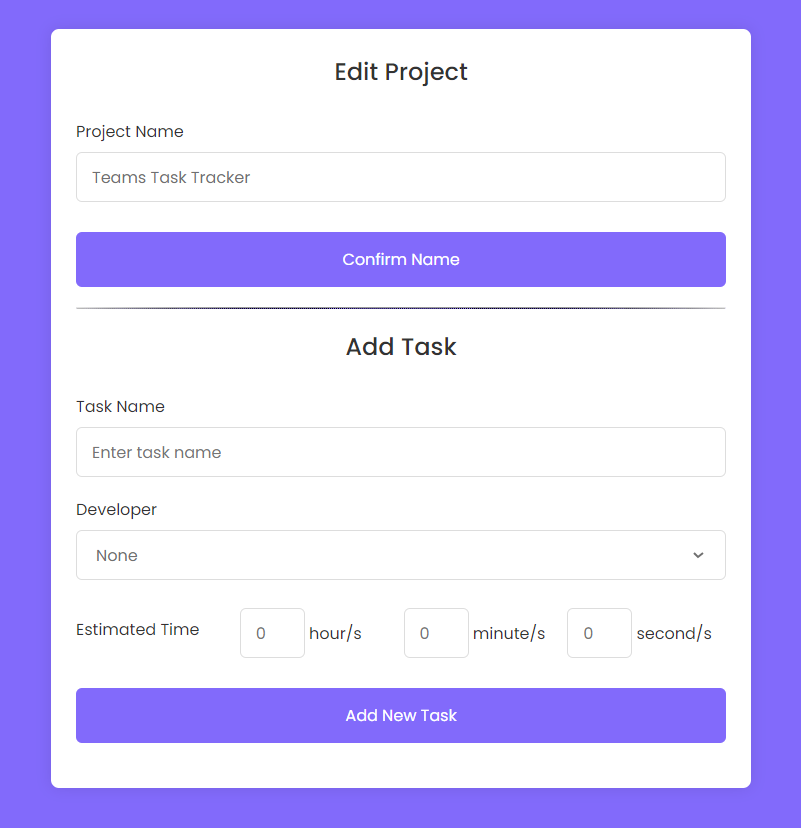 Edit Project
Project Name
Teams Task Tracker
Confirm Name
Add Task
Task Name
Enter task name
Developer
None
Estimated Time 0 hour/s 0 minute/s 0 second/s
Add New Task